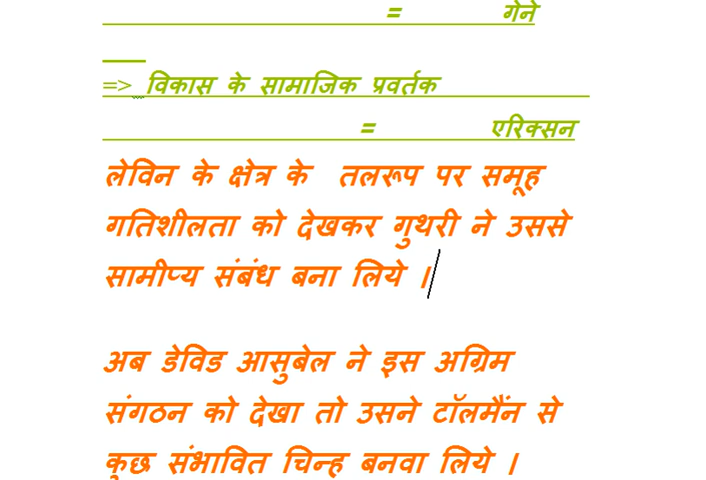 = गेने
=> विकास के सामाजिक प्रवर्तक
= एरिक्सन
लेविन के क्षेत्र के तलरूप पर समूह
गतिशीलता को देखकर गुथरी ने उससे
सामीप्य संबंध बना लिये ।
अब डेविड आसुबेल ने इस अग्रिम
संगठन को देखा तो उसने टॉलमैंन से
कुछ संभावित चिन्ह बनवा लिये ।